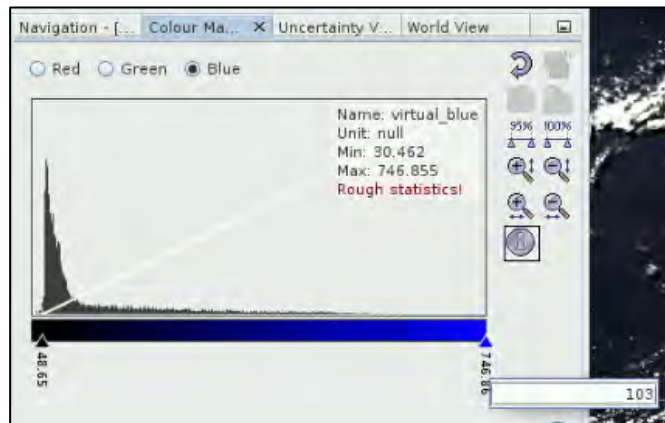 Navigation - [... Colour Ma... Uncertainty V... World View
Red Green Blue
Name: virtual_blue
Unit: null
Min: 30.462
Max: 746.855
Rough statistics!
95% 100%
48.65
746.86
103